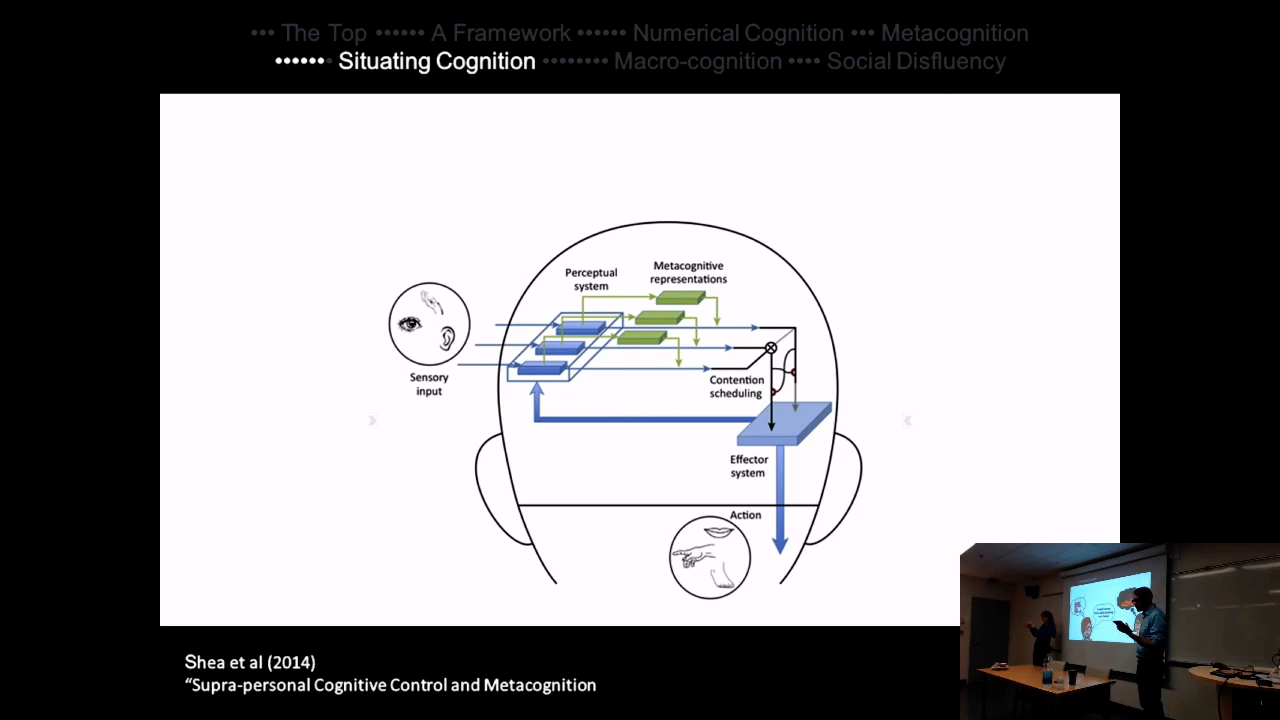 ••• The Top •••••• A Framework •••••• Numerical Cognition ••• Metacognition
••••••• Situating Cognition •••••••• Macro-cognition •••• Social Disfluency
Perceptual
system
Metacognitive
representations
Sensory
input
Contention
scheduling
Effector
system
Action
Shea et al (2014)
“Supra-personal Cognitive Control and Metacognition